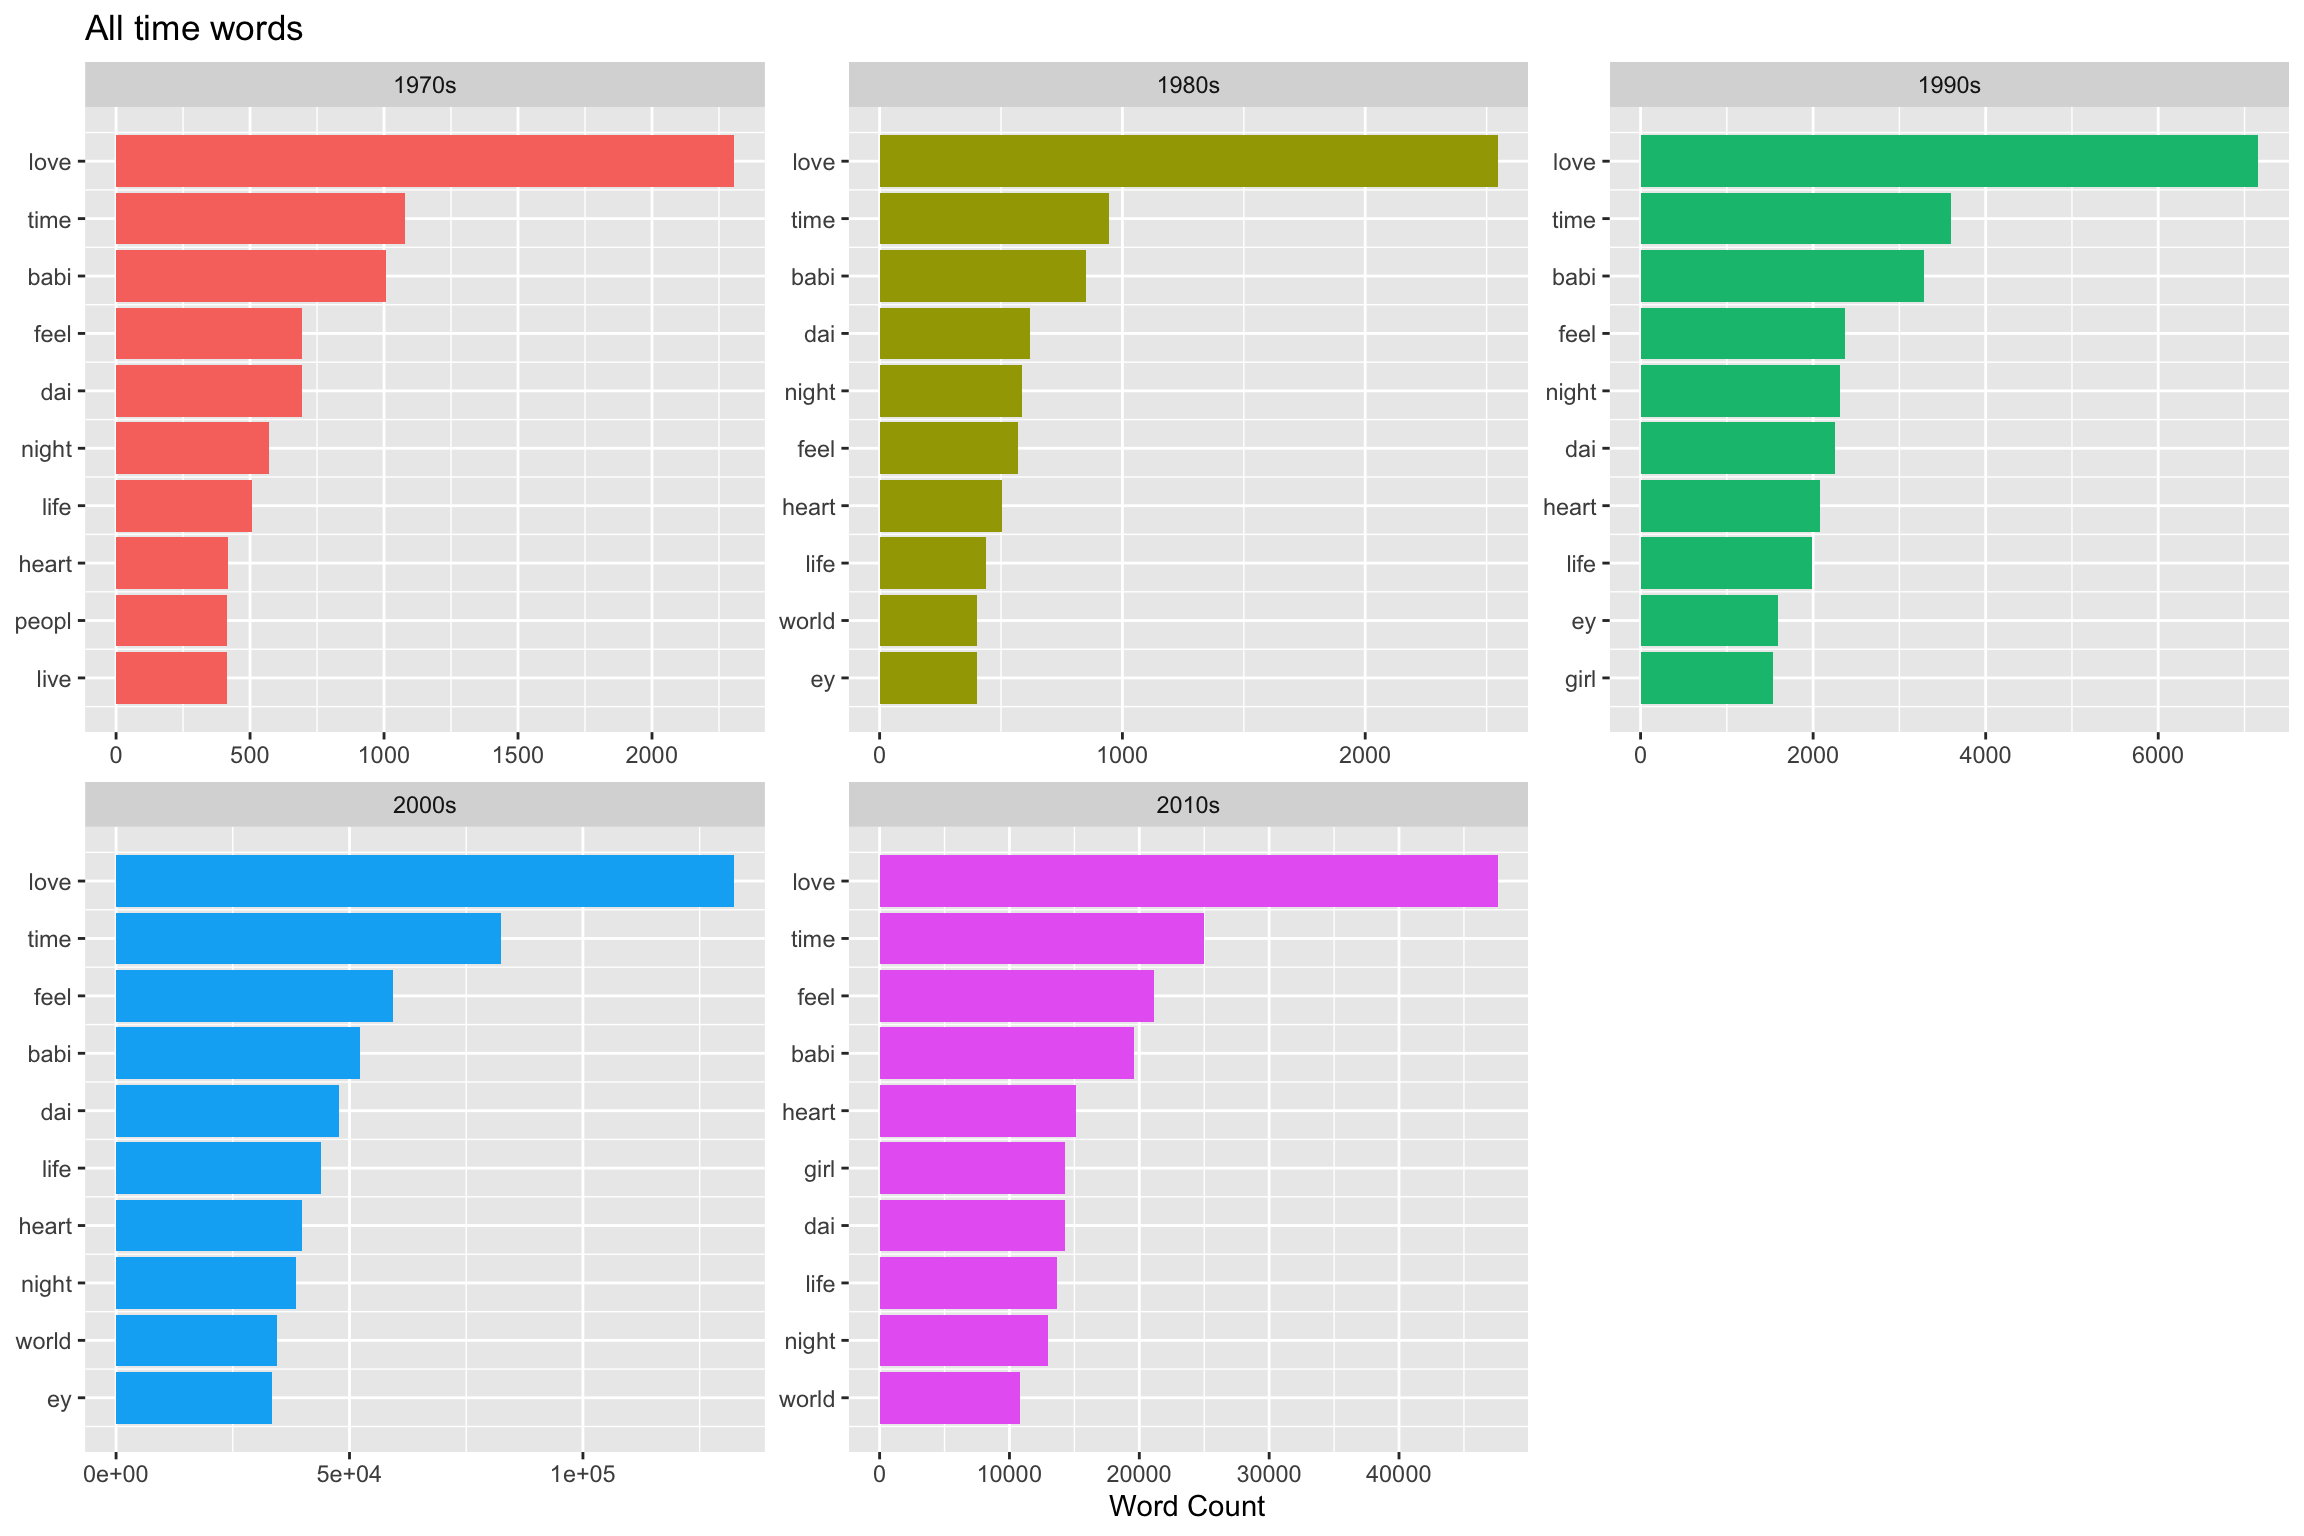 All time words
1970s
love
time
babi
feel
dai
night
life
heart
peopl
live
0 500 1000 1500 2000
1980s
love
time
babi
dai
night
feel
heart
life
world
ey
0 1000 2000
1990s
love
time
babi
feel
night
dai
heart
life
ey
girl
0 2000 4000 6000
2000s
love
time
feel
babi
dai
life
heart
night
world
ey
0e+00 5e+04 1e+05
2010s
love
time
feel
babi
heart
girl
dai
life
night
world
0 10000 20000 30000 40000
Word Count